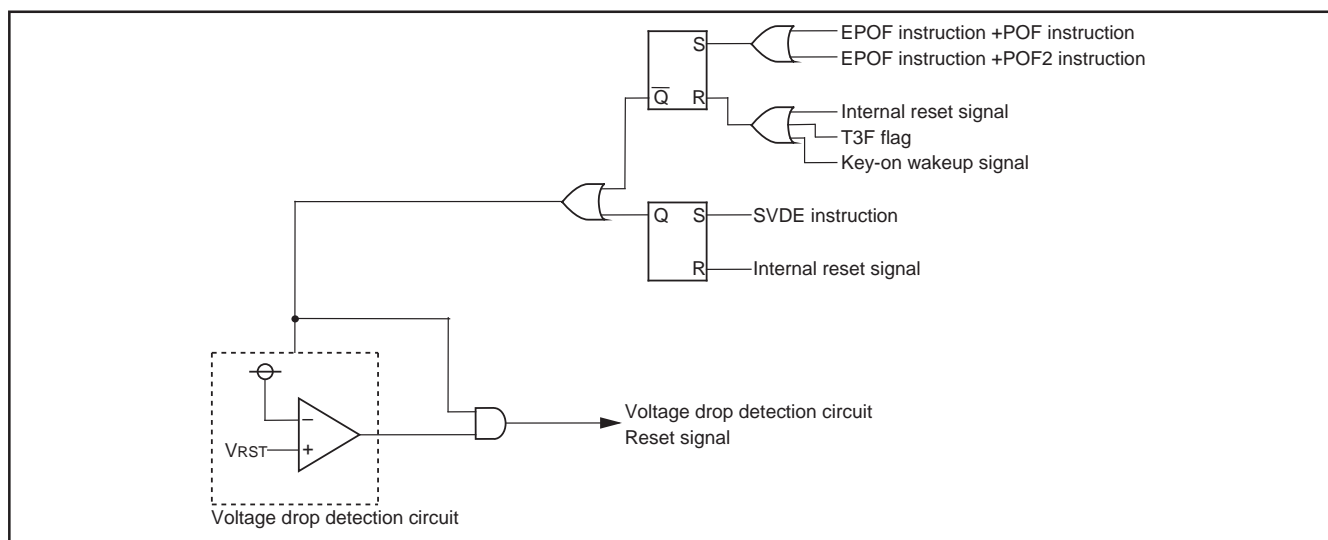 EPOF instruction +POF instruction
S
EPOF instruction +POF2 instruction
Q R
Internal reset signal
T3F flag
Key-on wakeup signal
Q S
SVDE instruction
R
Internal reset signal
−
Voltage drop detection circuit
Reset signal
VRST
+
Voltage drop detection circuit